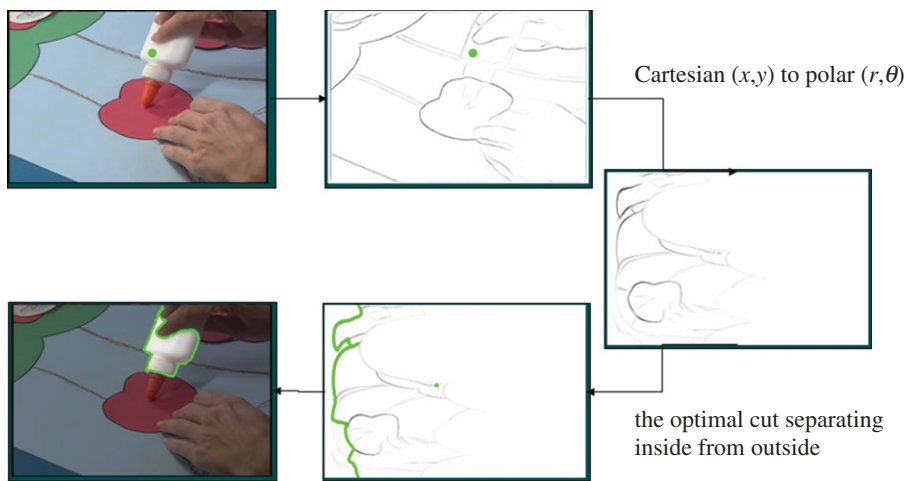 Cartesian (x,y) to polar (r,θ)
the optimal cut separating
inside from outside